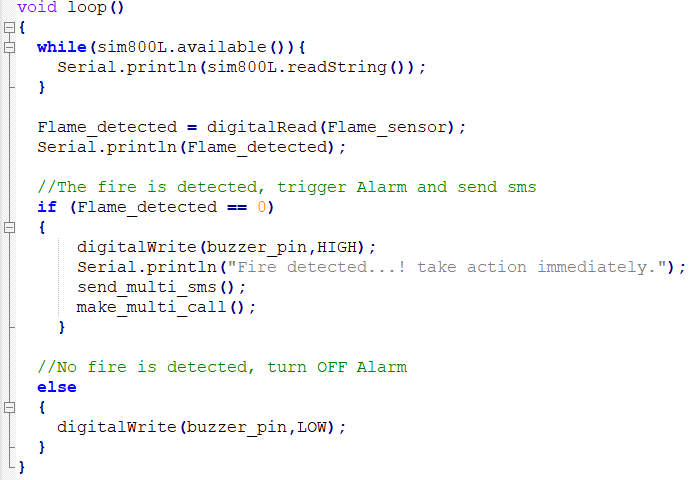 void loop()
{
  while(sim800L.available()){
    Serial.println(sim800L.readString());
  }

  Flame_detected = digitalRead(Flame_sensor);
  Serial.println(Flame_detected);

  //The fire is detected, trigger Alarm and send sms
  if (Flame_detected == 0)
  {
      digitalWrite(buzzer_pin,HIGH);
      Serial.println("Fire detected...! take action immediately.");
      send_multi_sms();
      make_multi_call();
    }

  //No fire is detected, turn OFF Alarm
  else
  {
    digitalWrite(buzzer_pin,LOW);
  }
}